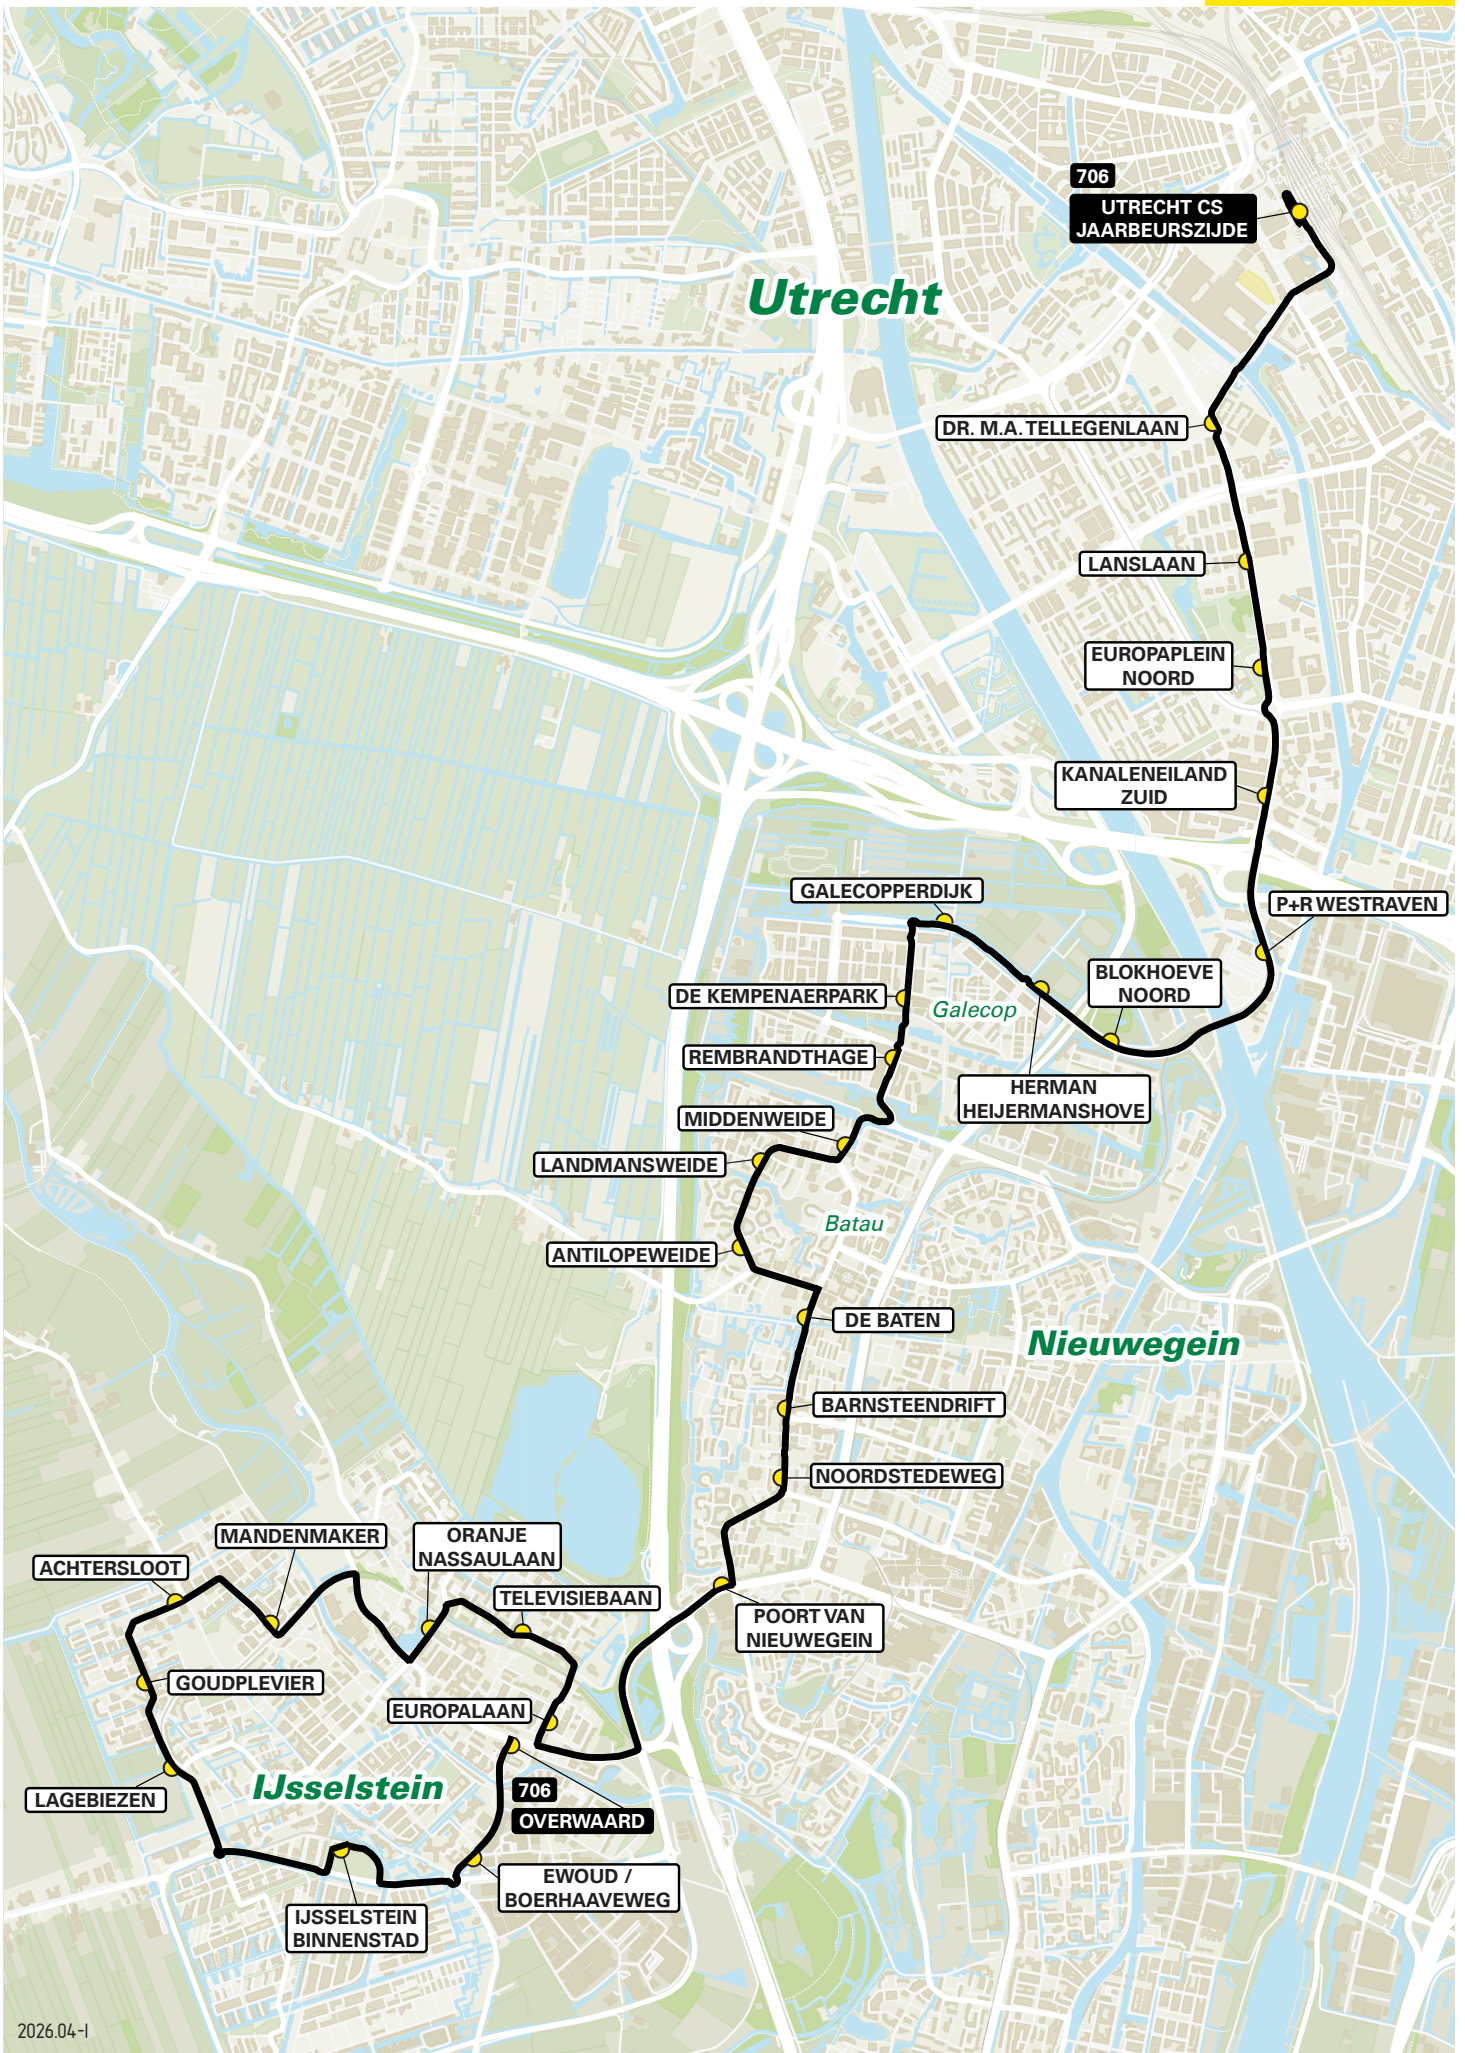 706
UTRECHT CS
JAARBEURSZIJDE
Utrecht
DR. M.A. TELLEGENLAAN
LANSLAAN
EUROPAPLEIN
NOORD
KANALENEILAND
ZUID
GALECOPPERDIJK
P+R WESTRAVEN
BLOKHOEVE
NOORD
DE KEMPENAERPARK
Galecop
REMBRANDTHAGE
HERMAN
HEIJERMANSHOVE
MIDDENWEIDE
LANDMANSWEIDE
Batau
ANTILOPEWEIDE
DE BATEN
Nieuwegein
BARNSTEENDRIFT
NOORDSTEDEWEG
MANDENMAKER
ORANJE
NASSAULAAN
ACHTERSLOOT
TELEVISIEBAAN
POORT VAN
NIEUWEGEIN
GOUDPLEVIER
EUROPALAAN
IJsselstein
706
OVERWAARD
LAGEBIEZEN
EWOUD /
BOERHAAVEWEG
IJSSELSTEIN
BINNENSTAD
2026.04-I